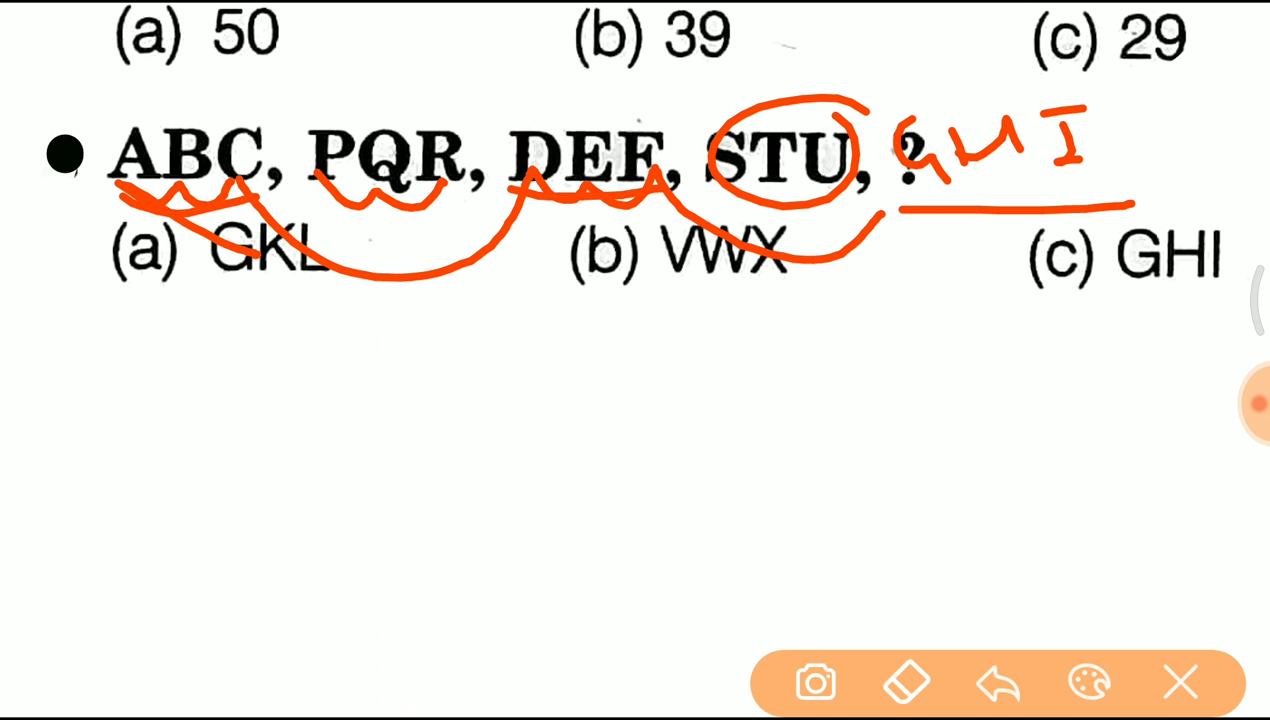 (a) 50 (b) 39 (c) 29
ABC, PQR, DEF, STU, ? GHI
(a) GKL (b) VWX (c) GHI